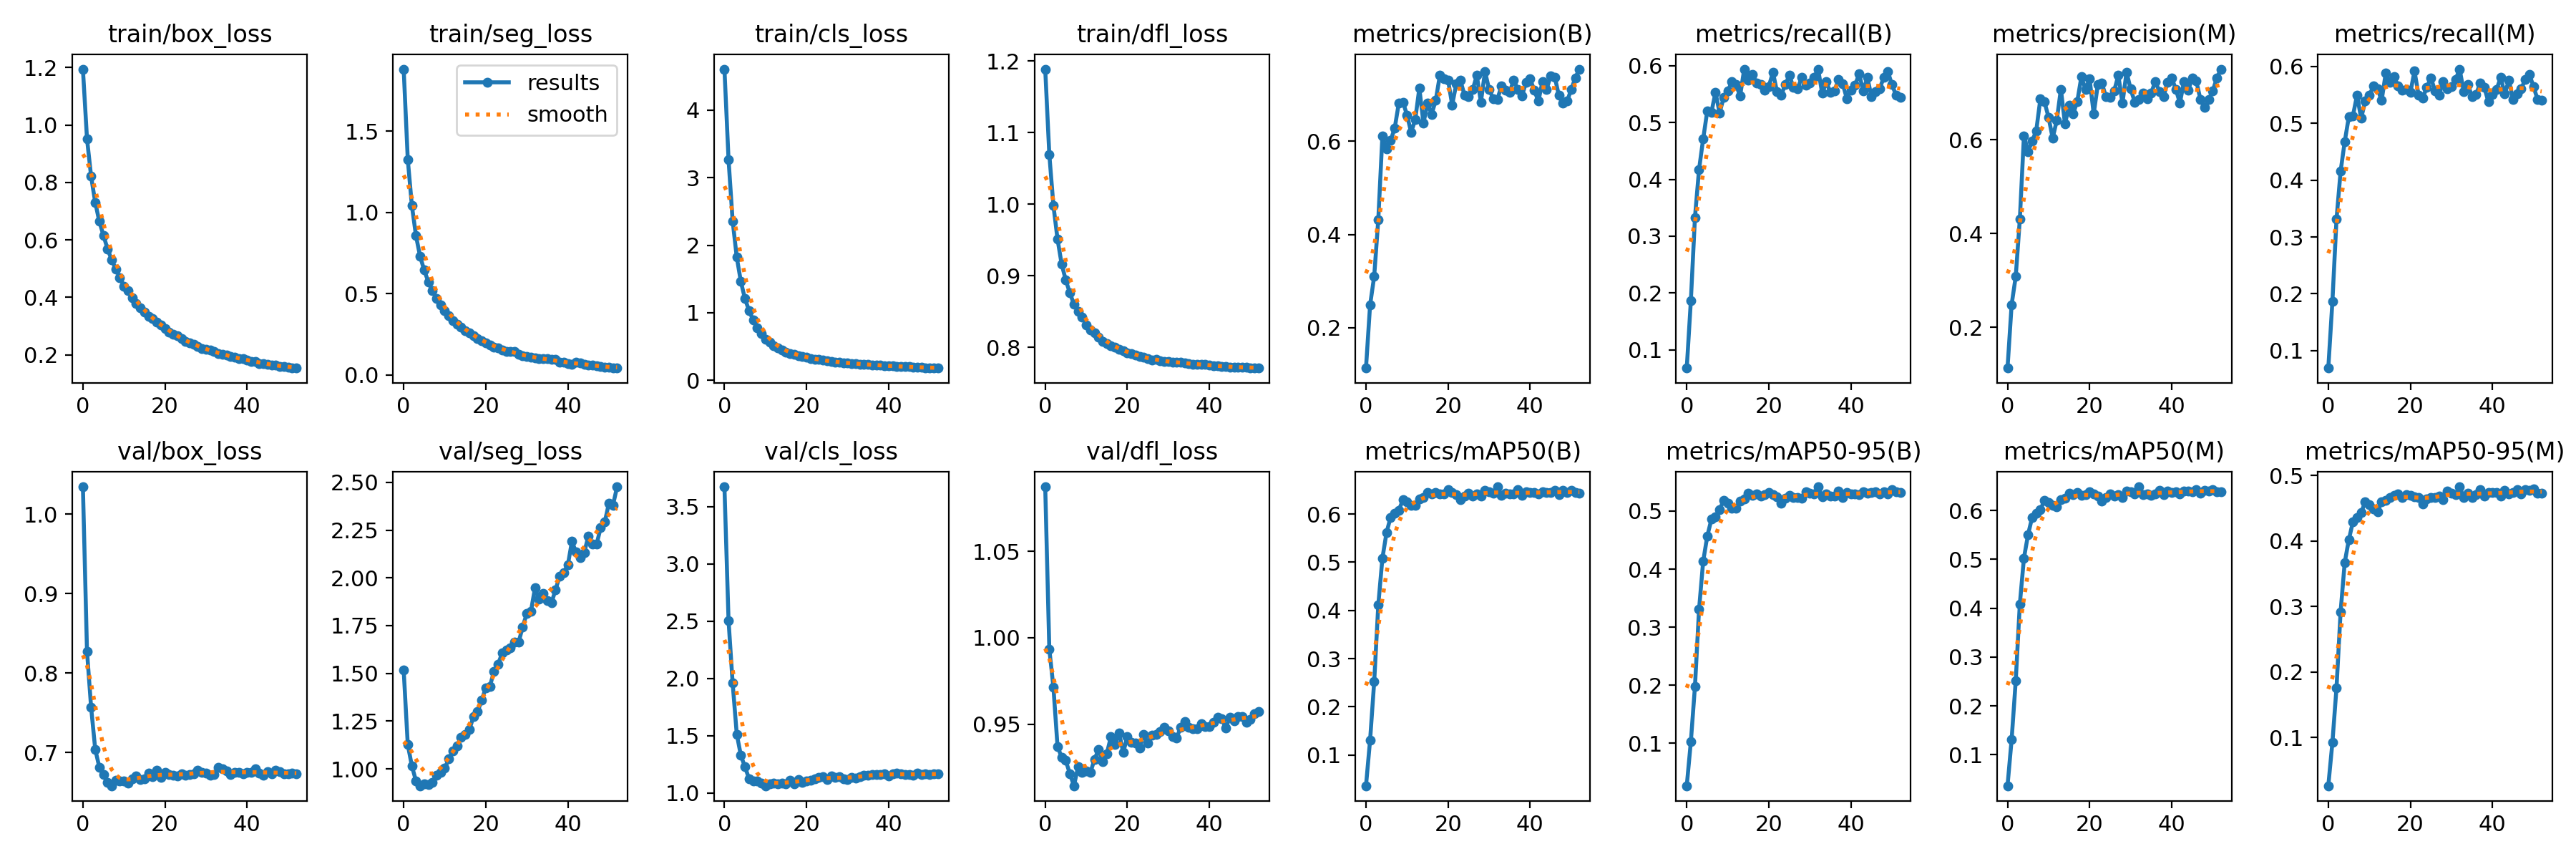 train/box_loss
1.2
1.0
0.8
0.6
0.4
0.2
0 20 40
train/seg_loss
results
smooth
1.5
1.0
0.5
0.0
0 20 40
train/cls_loss
4
3
2
1
0
0 20 40
train/dfl_loss
1.2
1.1
1.0
0.9
0.8
0 20 40
metrics/precision(B)
0.6
0.4
0.2
0 20 40
metrics/recall(B)
0.6
0.5
0.4
0.3
0.2
0.1
0 20 40
metrics/precision(M)
0.6
0.4
0.2
0 20 40
metrics/recall(M)
0.6
0.5
0.4
0.3
0.2
0.1
0 20 40
val/box_loss
1.0
0.9
0.8
0.7
0 20 40
val/seg_loss
2.50
2.25
2.00
1.75
1.50
1.25
1.00
0 20 40
val/cls_loss
3.5
3.0
2.5
2.0
1.5
1.0
0 20 40
val/dfl_loss
1.05
1.00
0.95
0 20 40
metrics/mAP50(B)
0.6
0.5
0.4
0.3
0.2
0.1
0 20 40
metrics/mAP50-95(B)
0.5
0.4
0.3
0.2
0.1
0 20 40
metrics/mAP50(M)
0.6
0.5
0.4
0.3
0.2
0.1
0 20 40
metrics/mAP50-95(M)
0.5
0.4
0.3
0.2
0.1
0 20 40